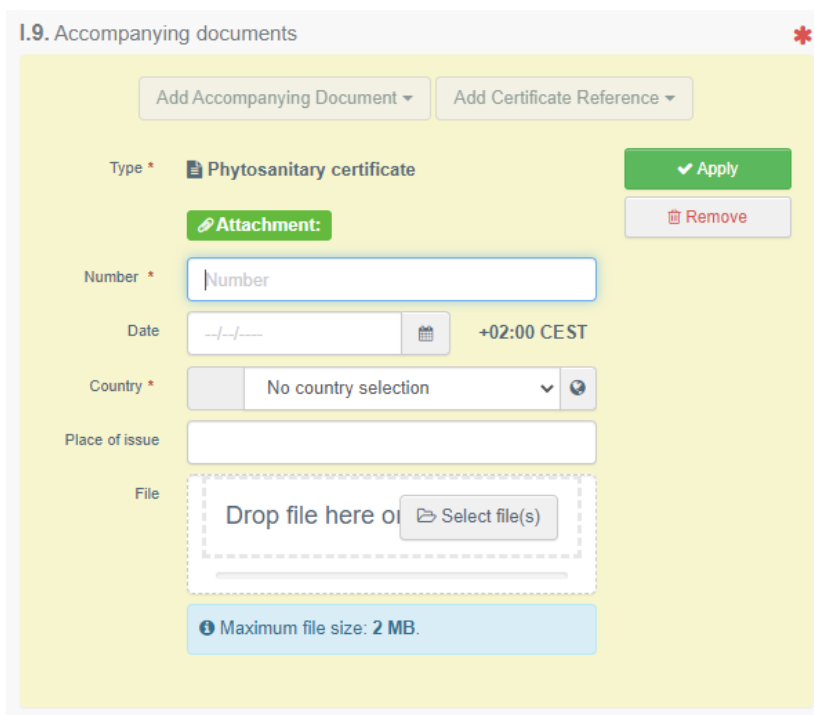 I.9. Accompanying documents *
Add Accompanying Document Add Certificate Reference
Type * Phytosanitary certificate Apply
Attachment: Remove
Number * Number
Date --/--/---- +02:00 CEST
Country * No country selection
Place of issue
File
Drop file here or Select file(s)
Maximum file size: 2 MB.